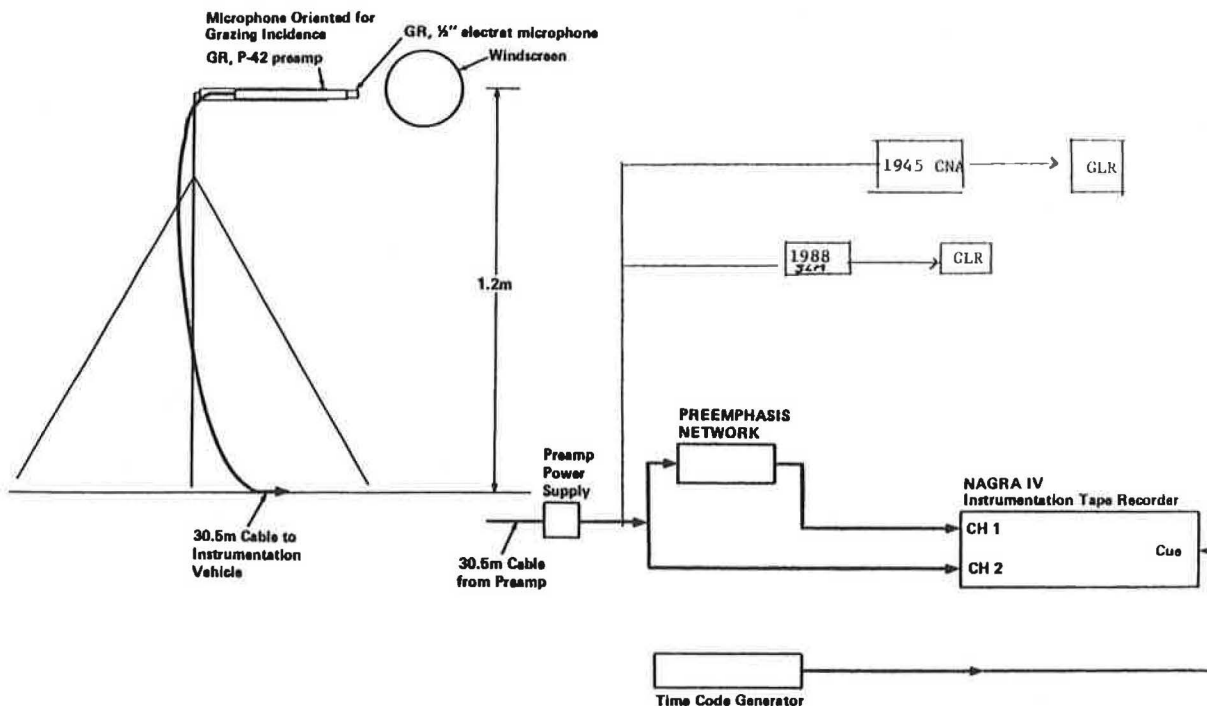 Microphone Oriented for
Grazing Incidence
GR, P-42 preamp
GR, ½" electret microphone
Windscreen
1.2m
1945 CNA
GLR
1988
SLM
GLR
PREEMPHASIS
NETWORK
Preamp
Power
Supply
NAGRA IV
Instrumentation Tape Recorder
CH 1
Cue
CH 2
30.5m Cable to
Instrumentation
Vehicle
30.5m Cable
from Preamp
Time Code Generator